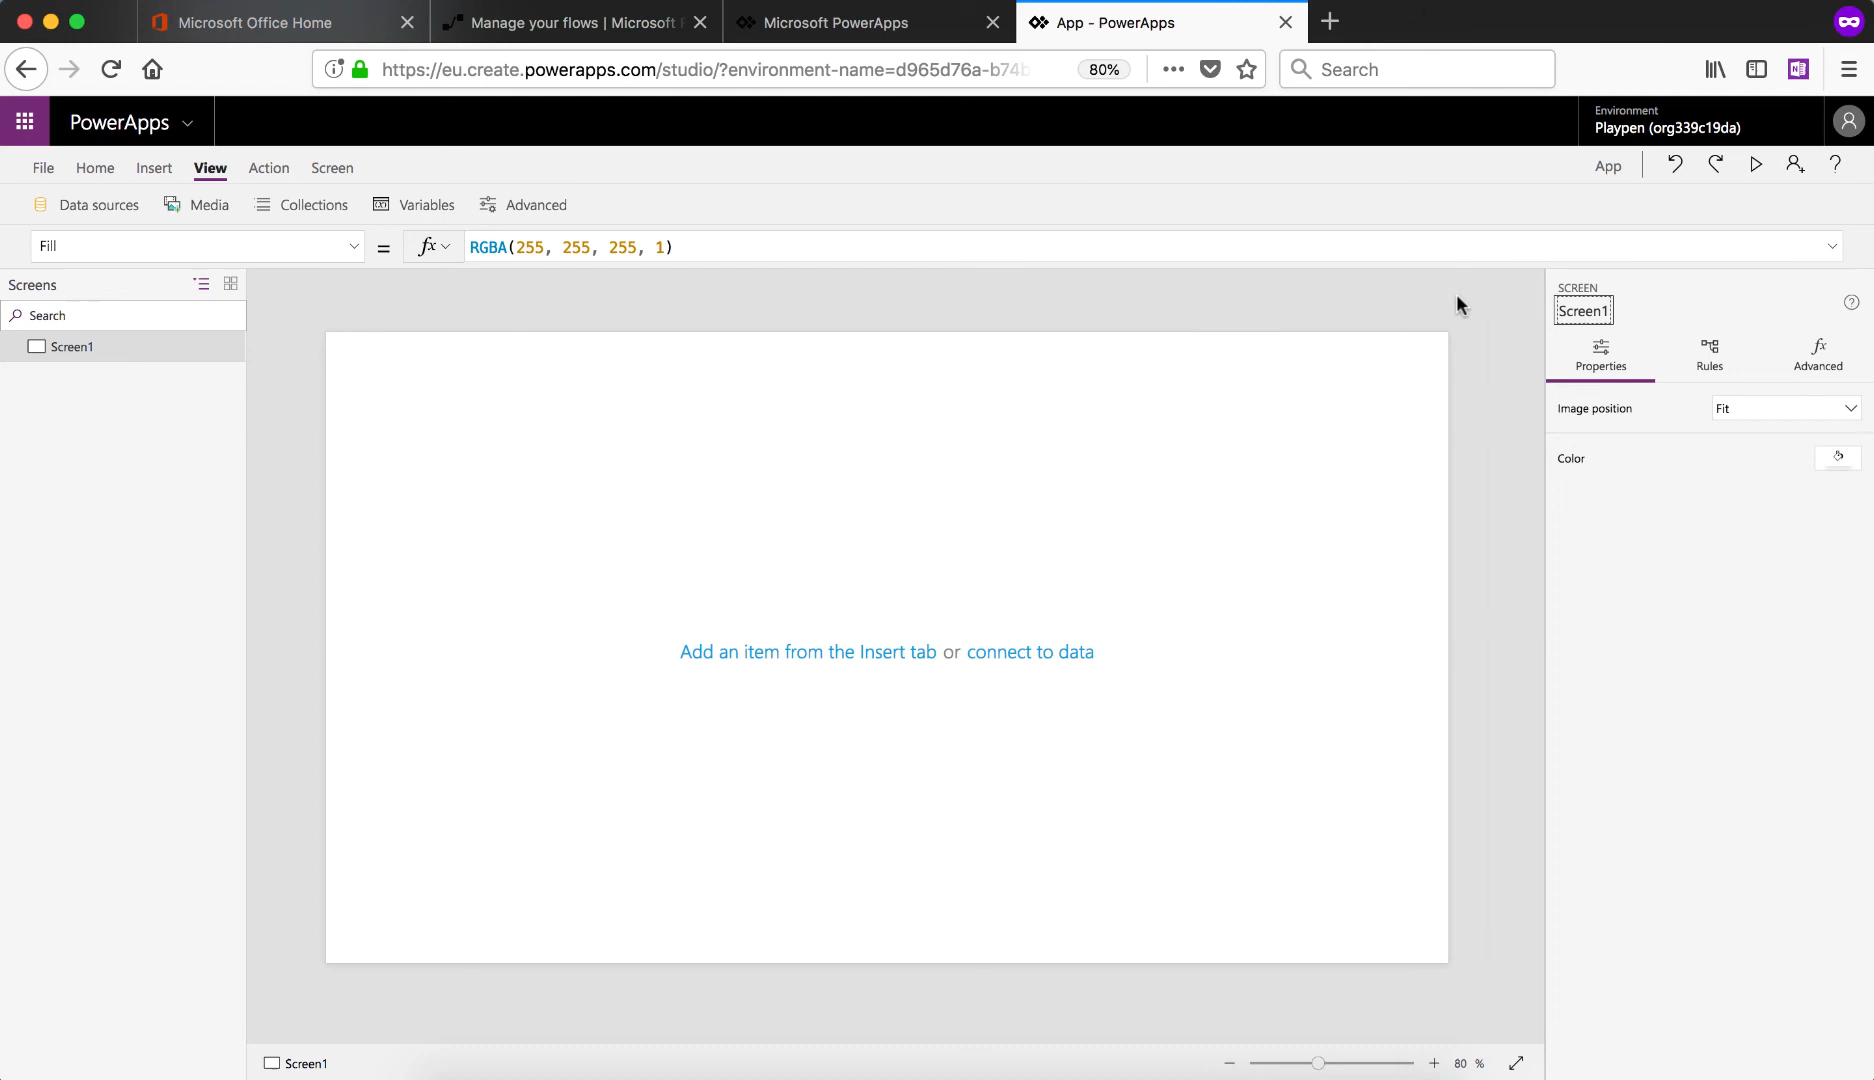 Microsoft Office Home
Manage your flows | Microsoft
Microsoft PowerApps
App - PowerApps
https://eu.create.powerapps.com/studio/?environment-name=d965d76a-b74b
80%
Search
PowerApps
Environment
Playpen (org339c19da)
File
Home
Insert
View
Action
Screen
App
Data sources
Media
Collections
Variables
Advanced
Fill
=
fx
RGBA(255, 255, 255, 1)
Screens
Search
Screen1
SCREEN
Screen1
Properties
Rules
Advanced
Image position
Fit
Color
Add an item from the Insert tab or connect to data
Screen1
80 %